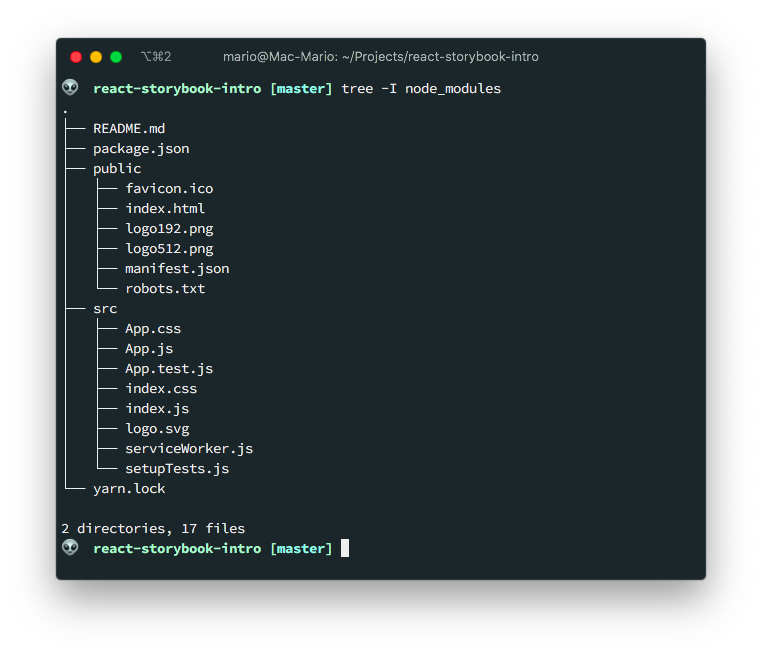 ⌥⌘2 mario@Mac-Mario: ~/Projects/react-storybook-intro
👽 react-storybook-intro [master] tree -I node_modules
.
├── README.md
├── package.json
├── public
│   ├── favicon.ico
│   ├── index.html
│   ├── logo192.png
│   ├── logo512.png
│   ├── manifest.json
│   └── robots.txt
├── src
│   ├── App.css
│   ├── App.js
│   ├── App.test.js
│   ├── index.css
│   ├── index.js
│   ├── logo.svg
│   ├── serviceWorker.js
│   └── setupTests.js
└── yarn.lock
2 directories, 17 files
👽 react-storybook-intro [master]